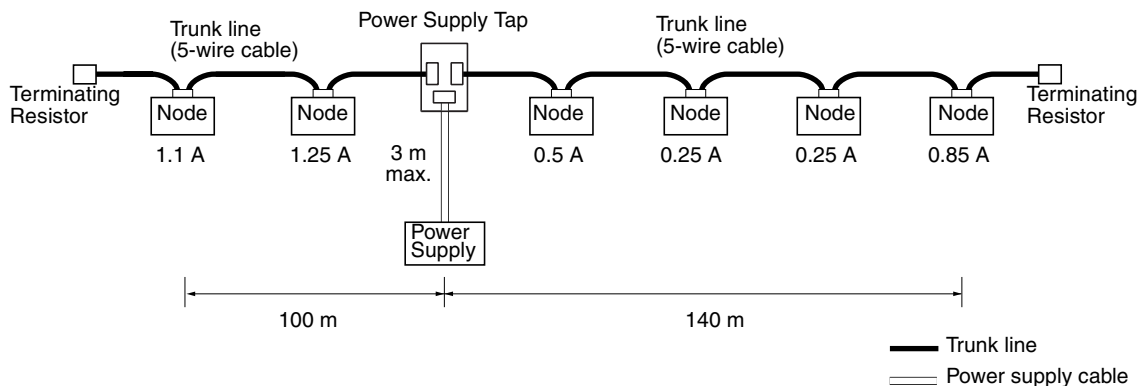 Power Supply Tap
Trunk line
(5-wire cable)
Trunk line
(5-wire cable)
Terminating
Resistor
Node
Node
Node
Node
Node
Node
Terminating
Resistor
1.1 A
1.25 A
3 m
max.
0.5 A
0.25 A
0.25 A
0.85 A
Power
Supply
100 m
140 m
Trunk line
Power supply cable